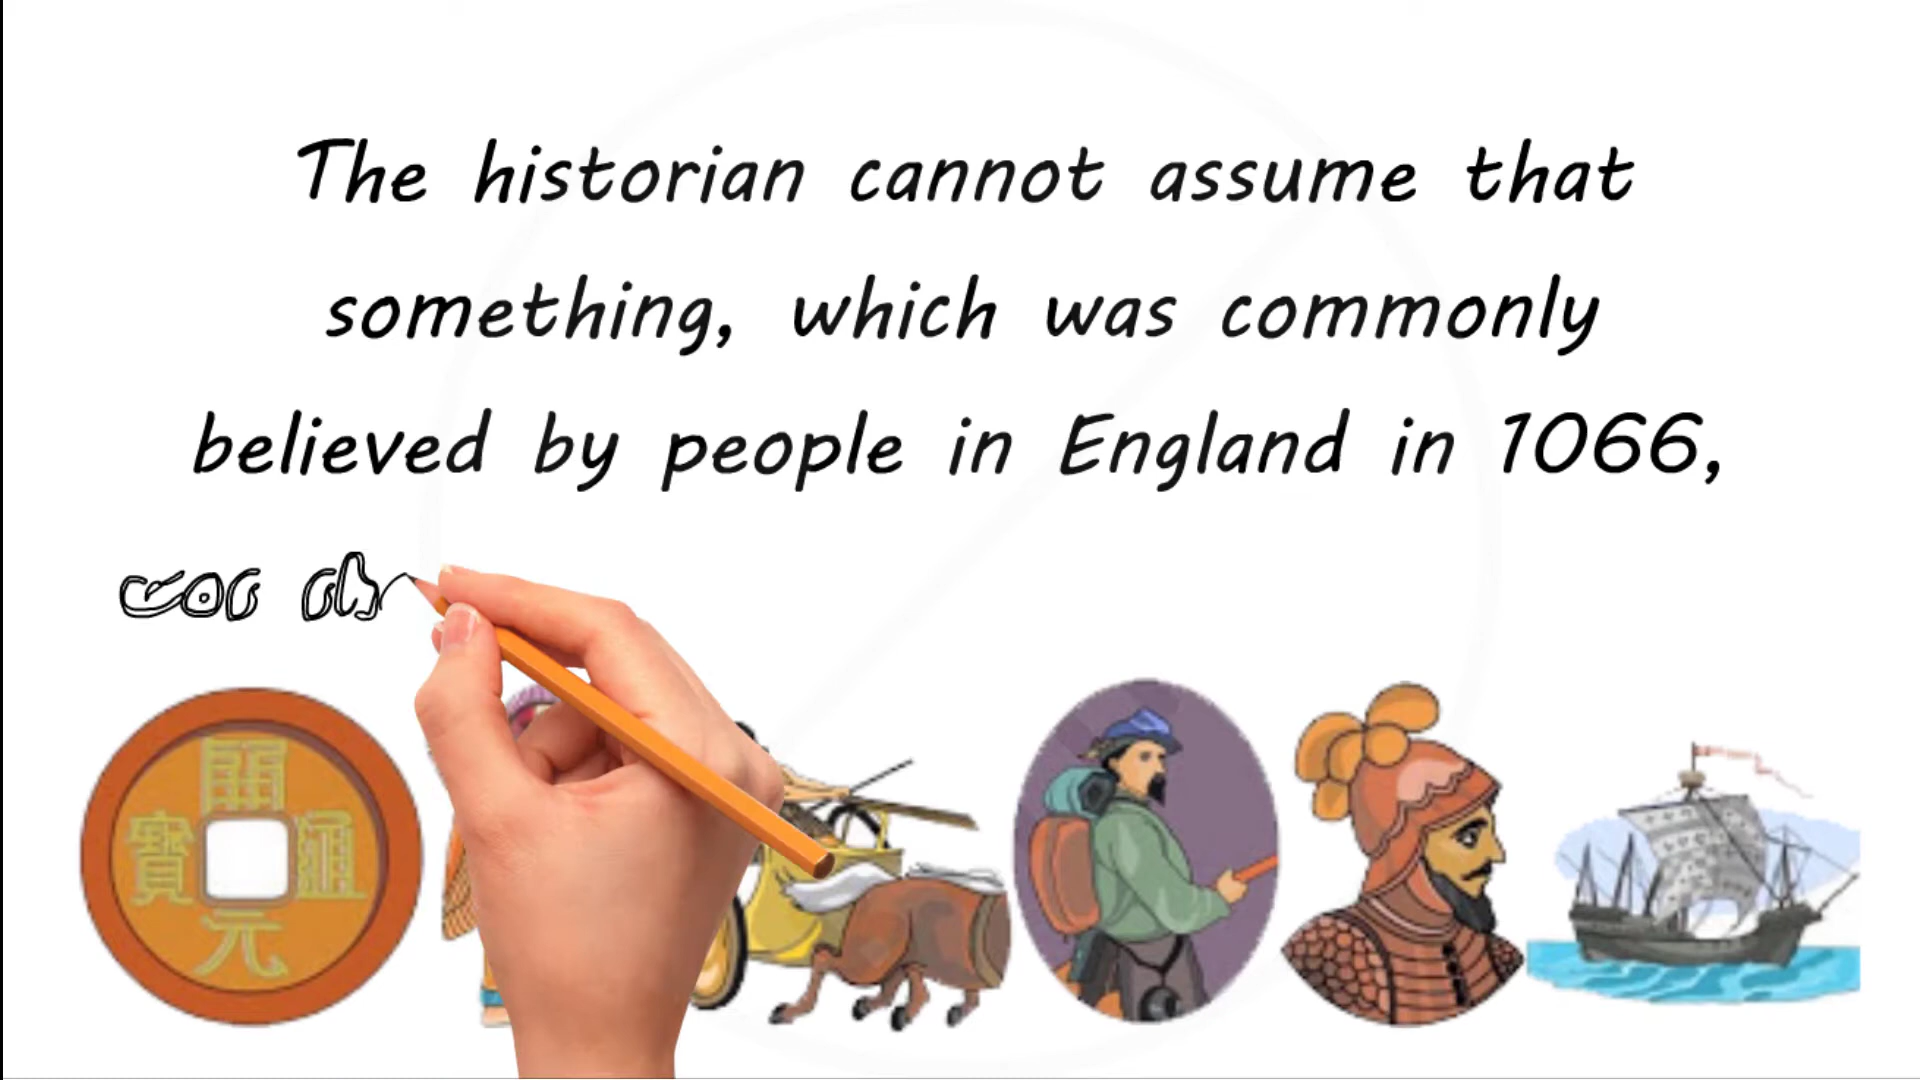 The historian cannot assume that
something, which was commonly
believed by people in England in 1066,
開
寶 通
元